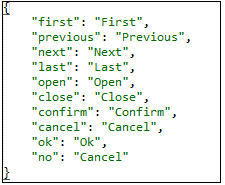 {
"first": "First",
"previous": "Previous",
"next": "Next",
"last": "Last",
"open": "Open",
"close": "Close",
"confirm": "Confirm",
"cancel": "Cancel",
"ok": "Ok",
"no": "Cancel"
}